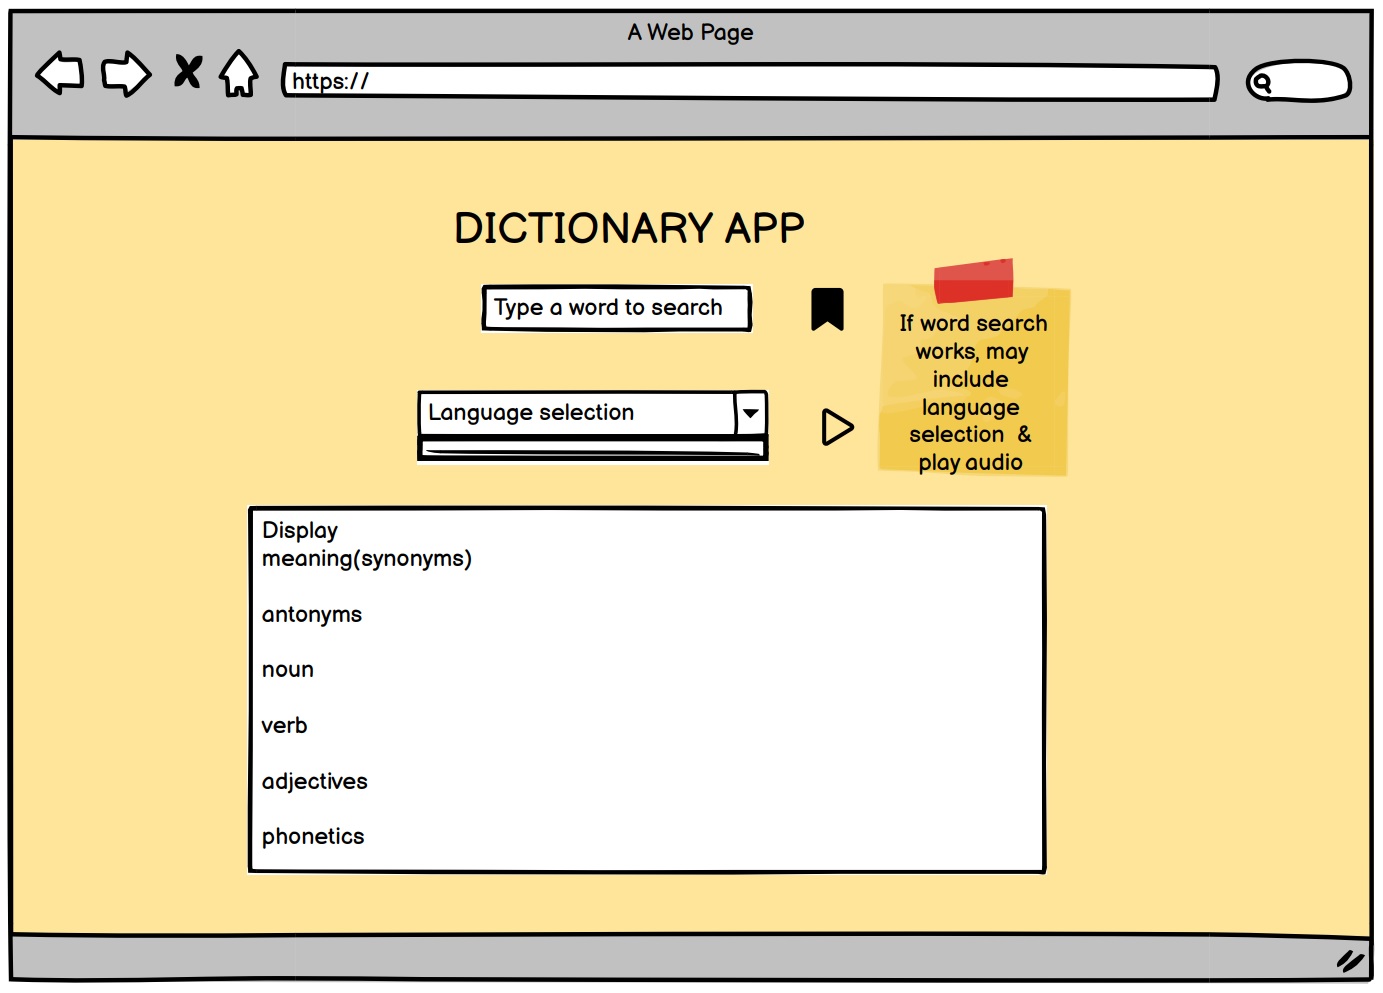 A Web Page
https://
DICTIONARY APP
Type a word to search
If word search
works, may
include
language
selection &
play audio
Language selection
Display
meaning(synonyms)
antonyms
noun
verb
adjectives
phonetics